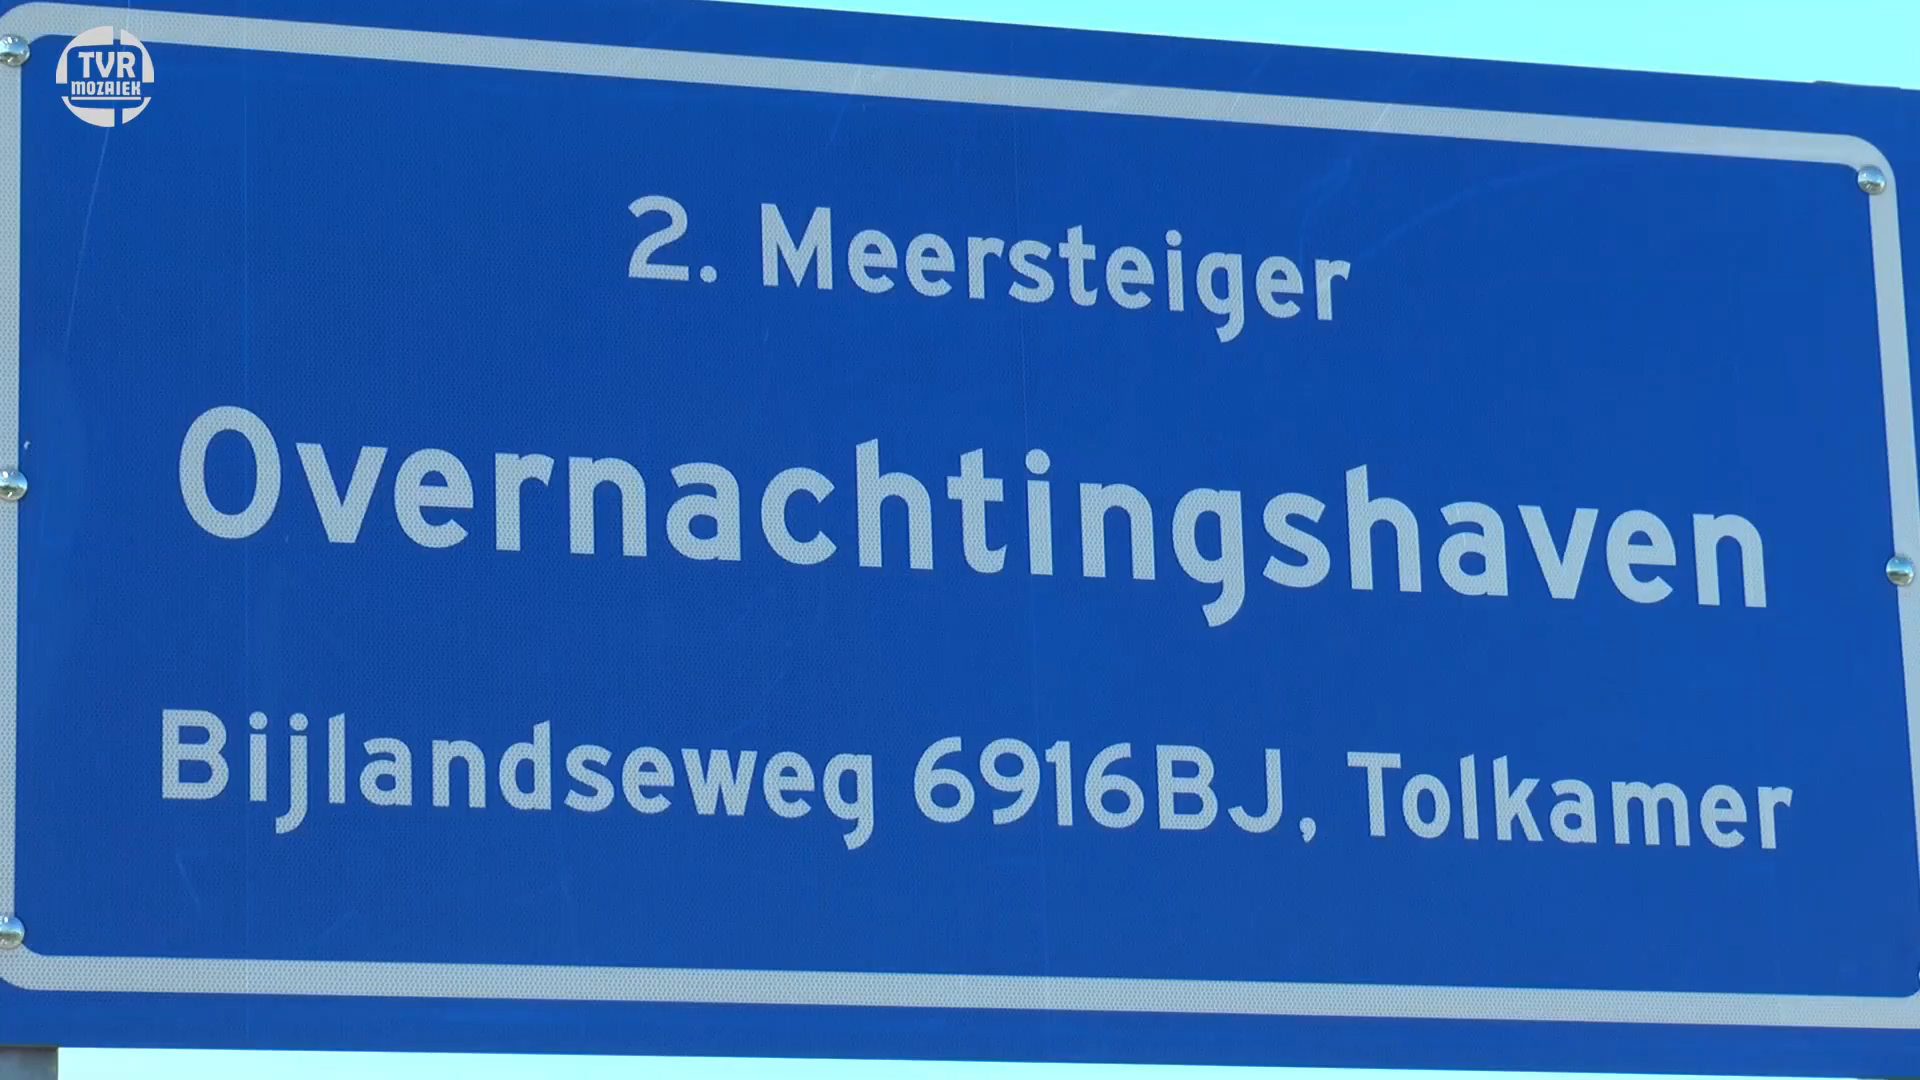 TVR
MOZAIEK
2. Meersteiger
Overnachtingshaven
Bijlandseweg 6916BJ, Tolkamer